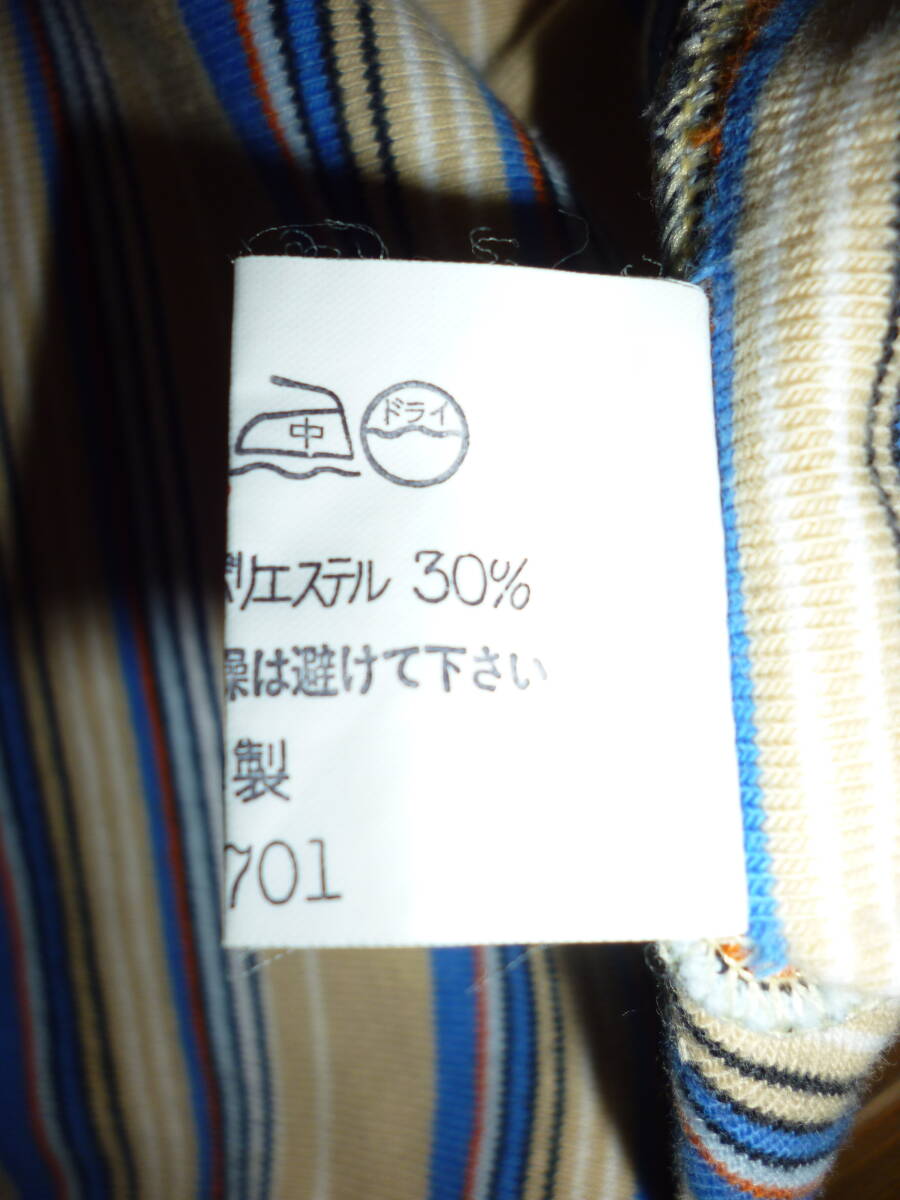 中 ドライ
ポリエステル 30%
燥は避けて下さい
製
701